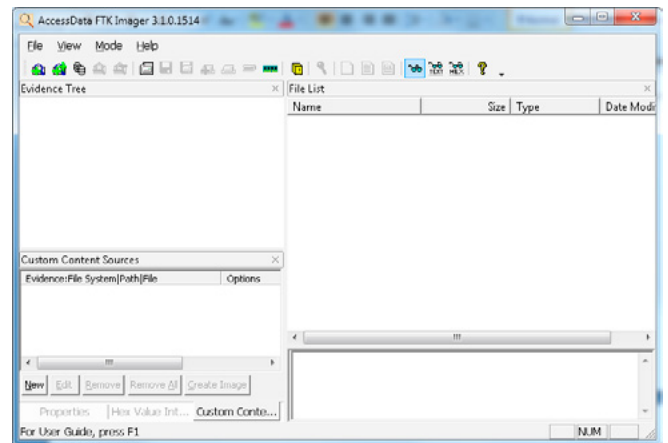 AccessData FTK Imager 3.1.0.1514
File View Mode Help
TEXT HEX ?
Evidence Tree
File List
Name Size Type Date Modi
Custom Content Sources
Evidence:File System|Path|File Options
New Edit Remove Remove All Create Image
Properties Hex Value Int... Custom Conte...
For User Guide, press F1
NUM